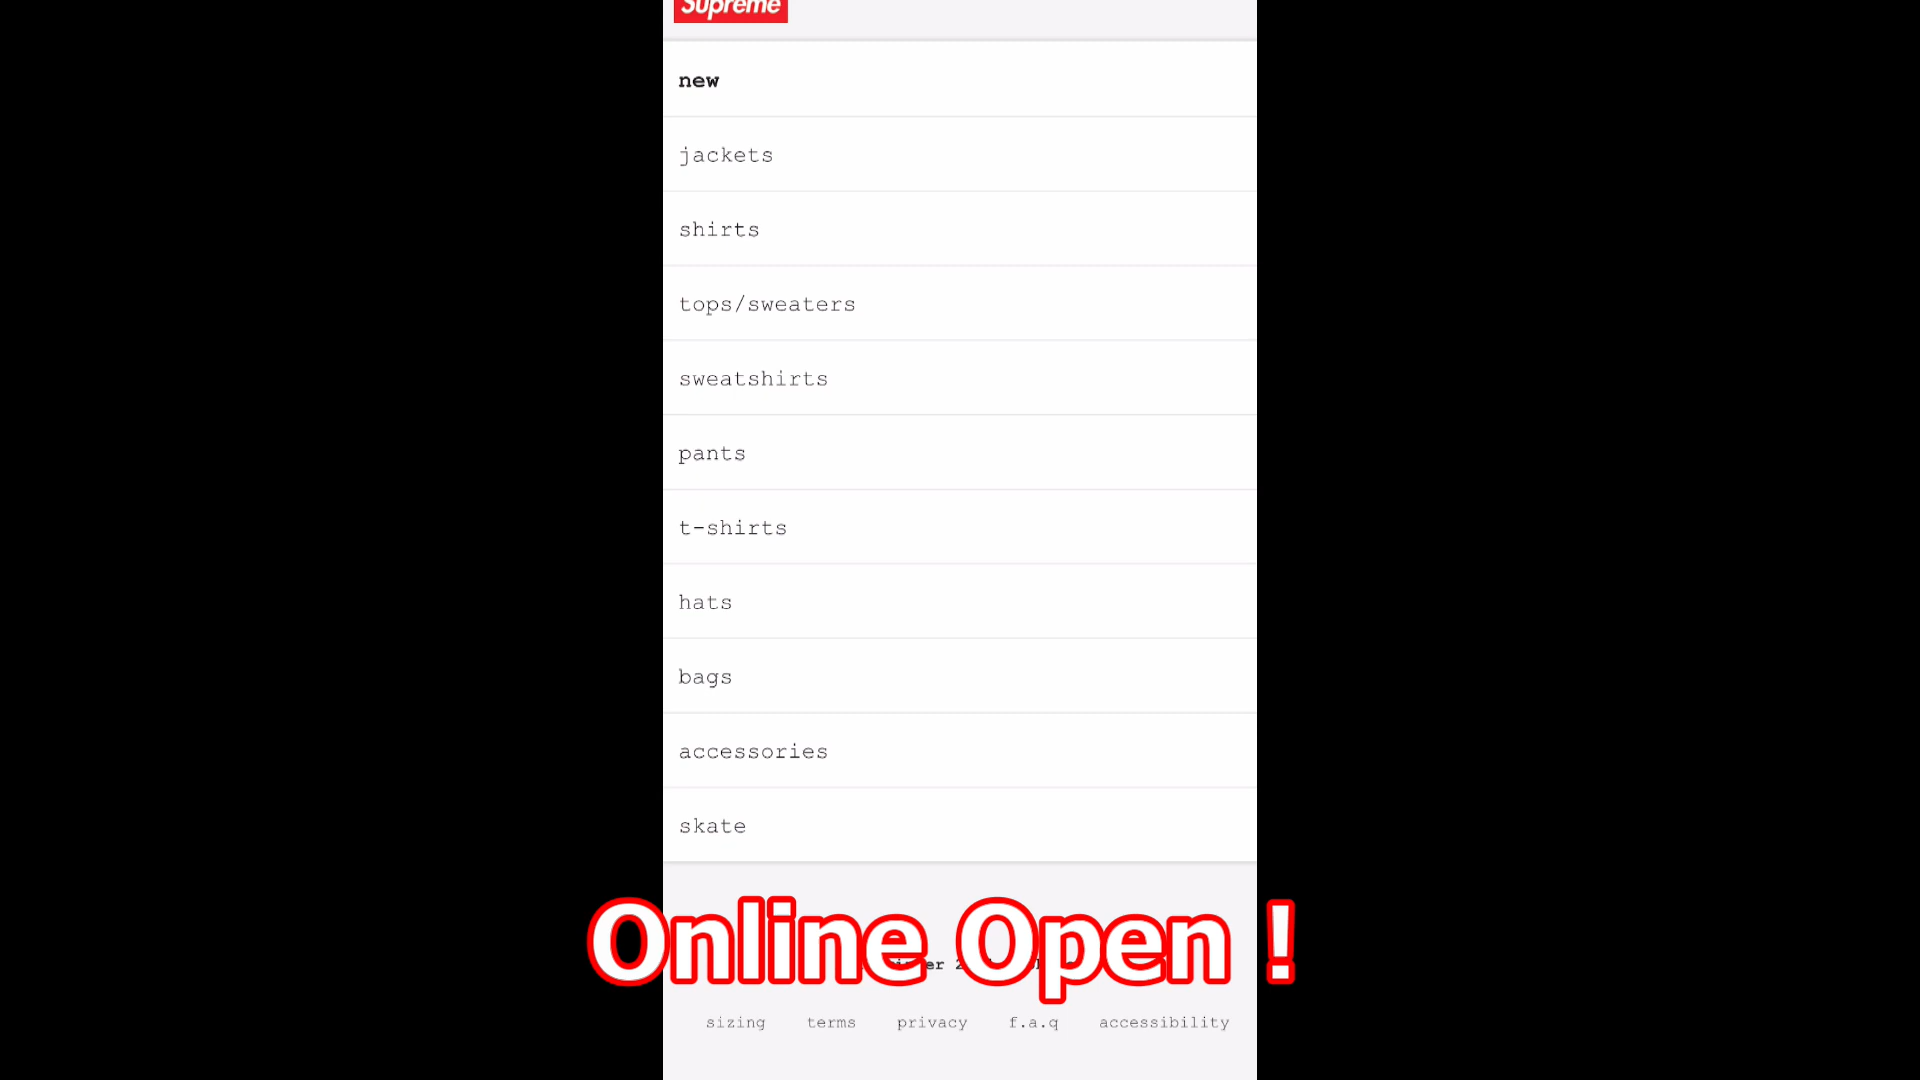 Supreme
new
jackets
shirts
tops/sweaters
sweatshirts
pants
t-shirts
hats
bags
accessories
skate
Online Open !
sizing terms privacy f.a.q accessibility